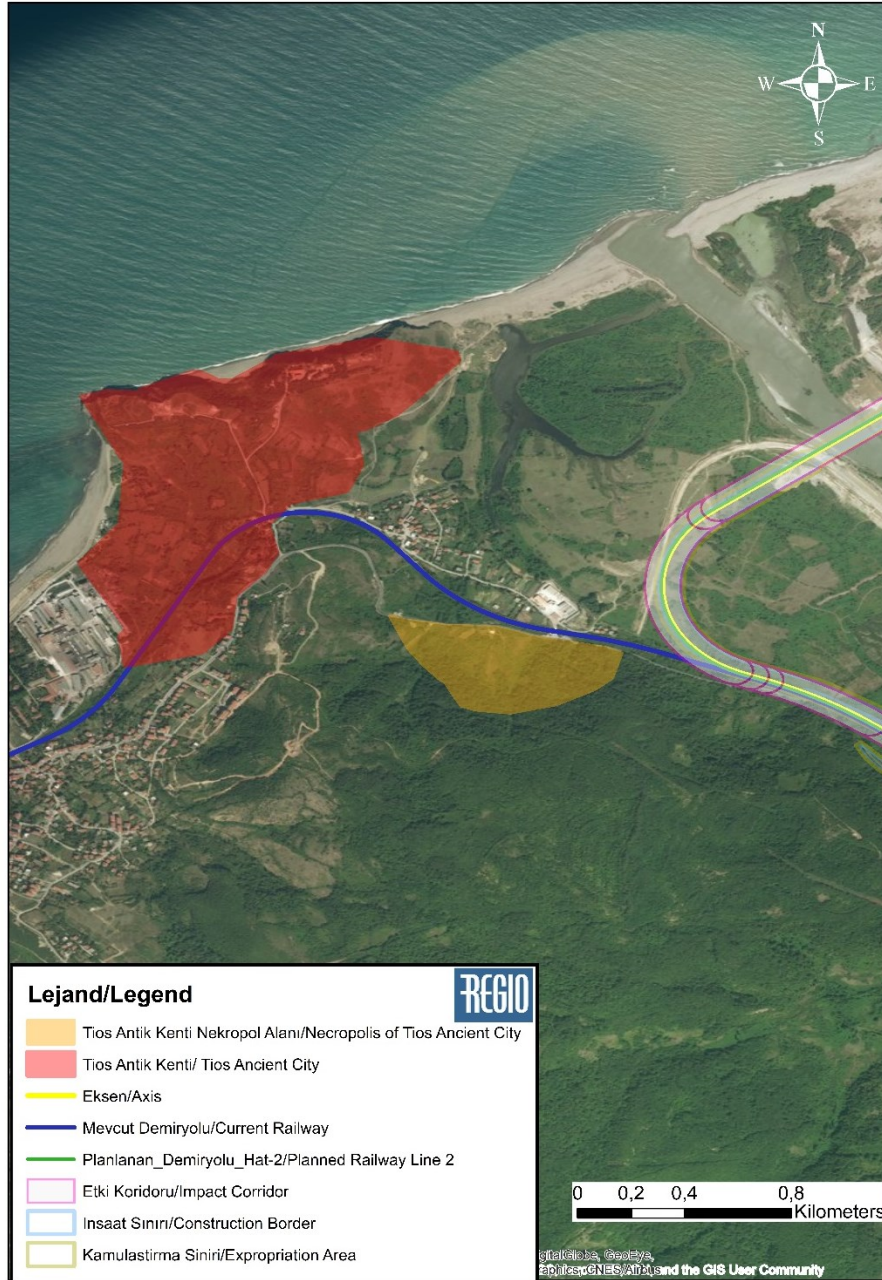 N
W E
S
Lejand/Legend
REGIO
Tios Antik Kenti Nekropol Alanı/Necropolis of Tios Ancient City
Tios Antik Kenti/ Tios Ancient City
Eksen/Axis
Mevcut Demiryolu/Current Railway
Planlanan_Demiryolu_Hat-2/Planned Railway Line 2
Etki Koridoru/Impact Corridor
Insaat Sınırı/Construction Border
Kamulastirma Siniri/Expropriation Area
0 0,2 0,4 0,8
Kilometers
GeoEye,
and the GIS User Community